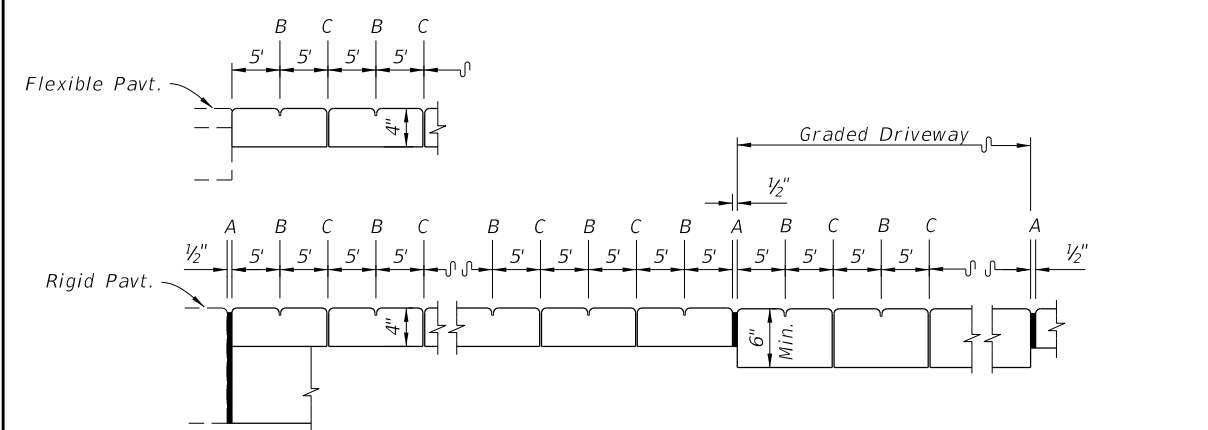 B C B C
5' 5' 5' 5'
Flexible Pavt.
4"
Graded Driveway
½"
A B C B C B C B C B A B C B C A
½" 5' 5' 5' 5' 5' 5' 5' 5' 5' 5' 5' 5' 5' ½"
Rigid Pavt.
4"
6" Min.